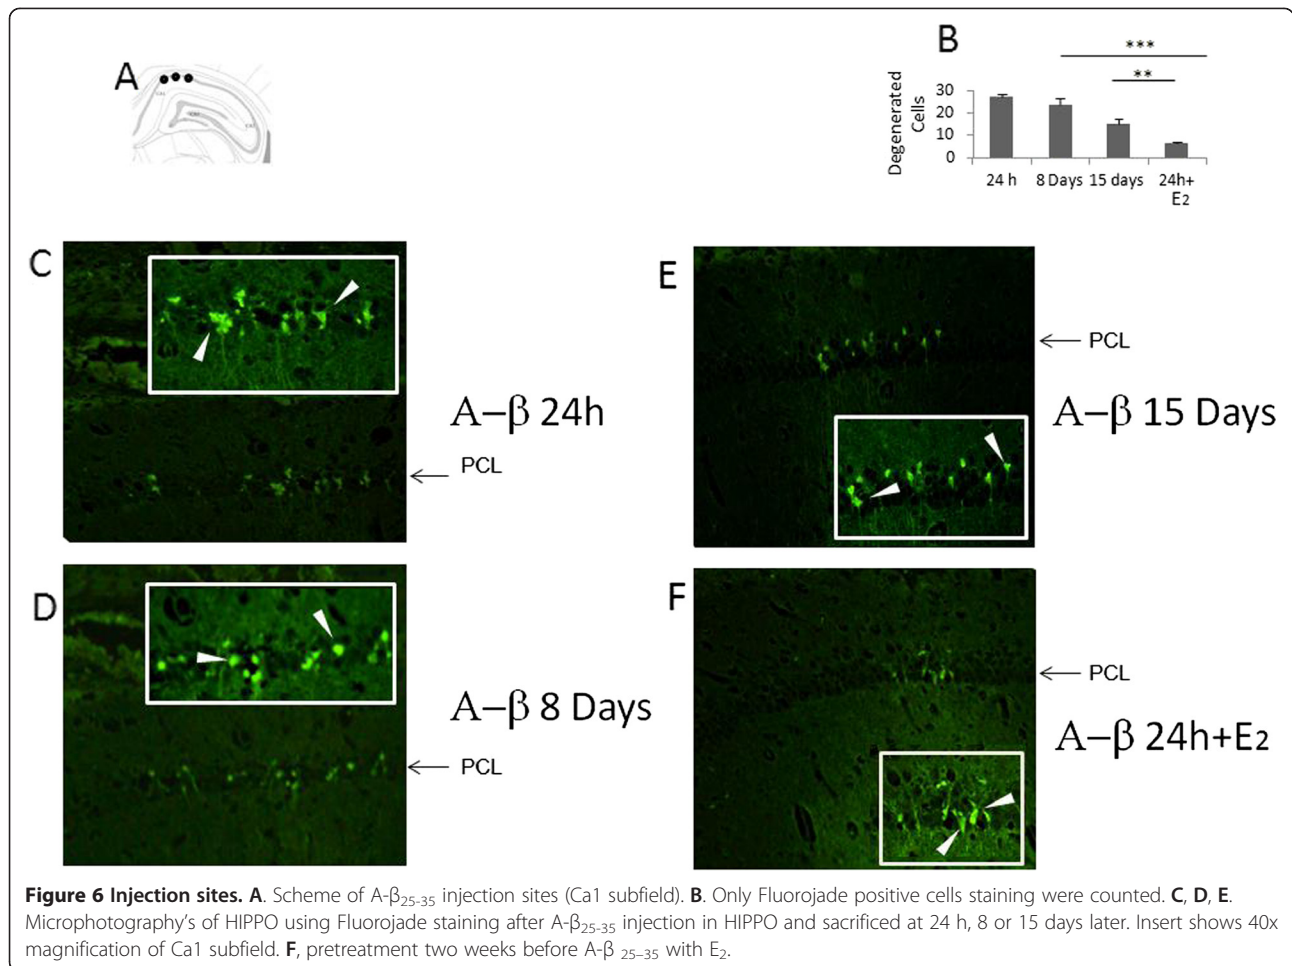 A
B
***
**
Degenerated
Cells
30
20
10
0
24 h
8 Days
15 days
24h+
E2
C
A–β 24h
PCL
E
PCL
A–β 15 Days
D
A–β 8 Days
PCL
F
PCL
A–β 24h+E2
Figure 6 Injection sites. A. Scheme of A-β25-35 injection sites (Ca1 subfield). B. Only Fluorojade positive cells staining were counted. C, D, E.
Microphotography's of HIPPO using Fluorojade staining after A-β25-35 injection in HIPPO and sacrificed at 24 h, 8 or 15 days later. Insert shows 40x
magnification of Ca1 subfield. F, pretreatment two weeks before A-β 25–35 with E2.